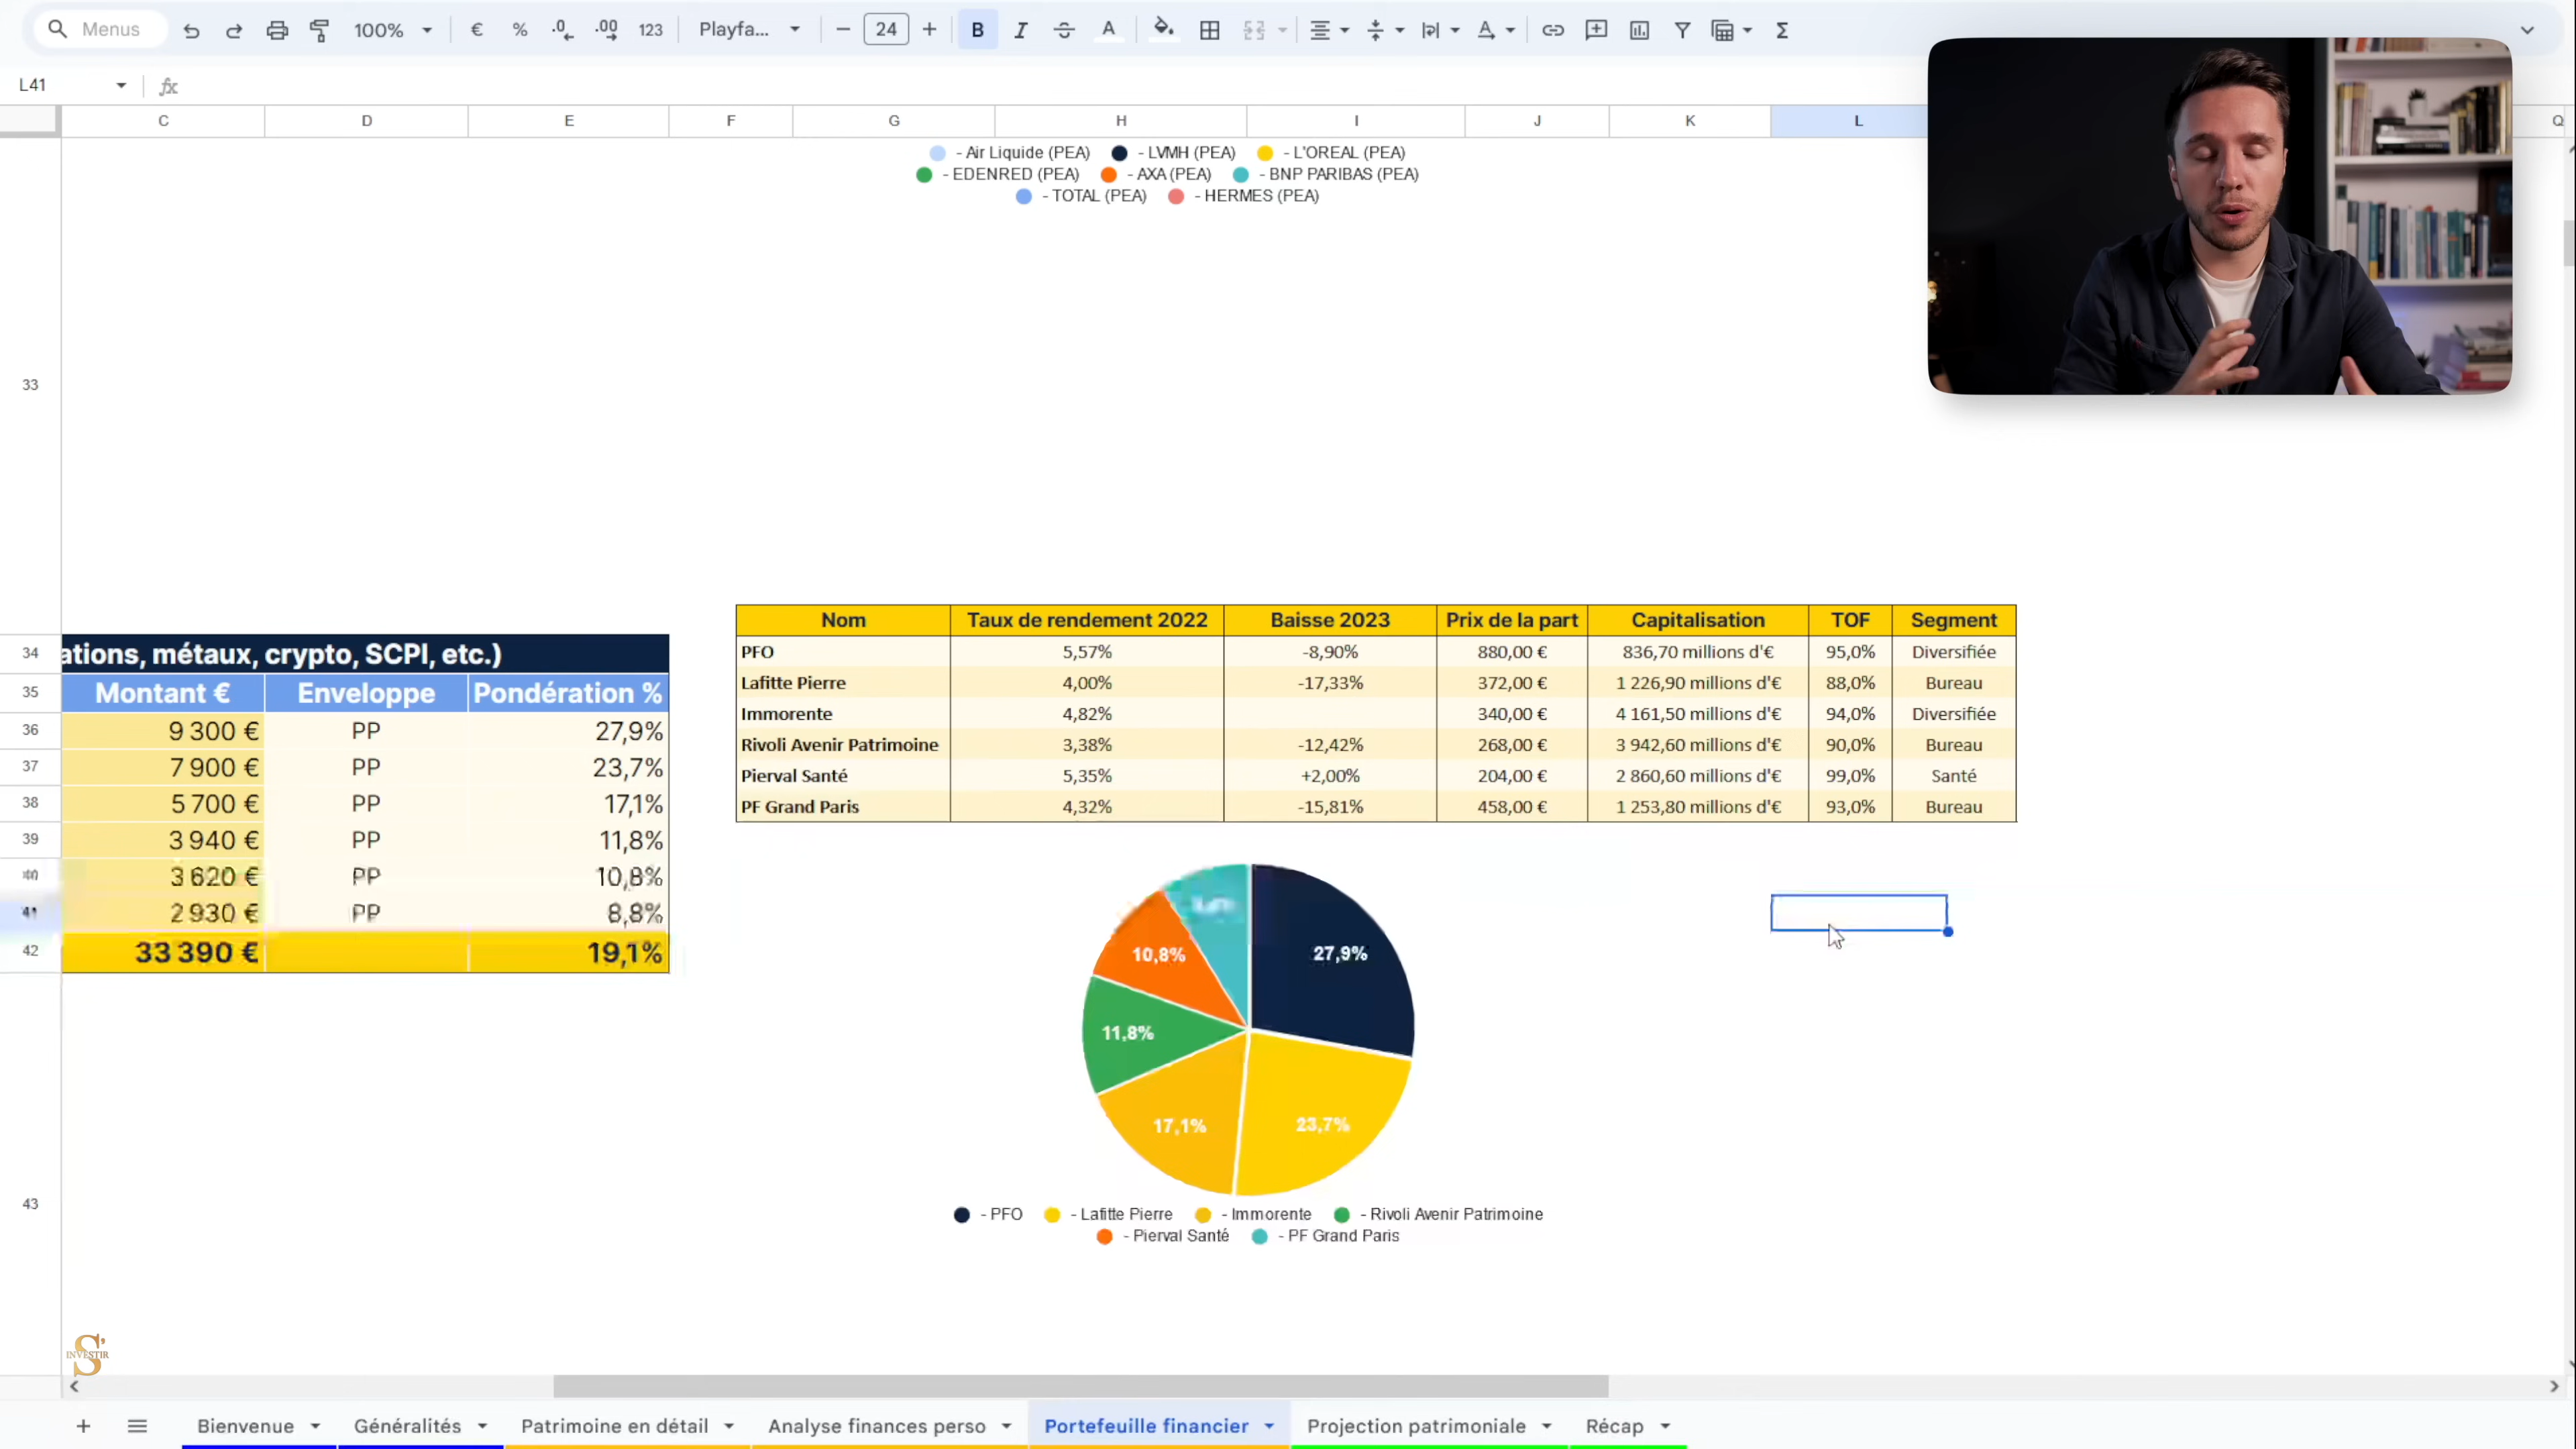 Menus
100%
€ % .0 .00 123
Playfa...
24
B I A
L41
fx
C D E F G H I J K L Q
- Air Liquide (PEA) - LVMH (PEA) - L'OREAL (PEA)
- EDENRED (PEA) - AXA (PEA) - BNP PARIBAS (PEA)
- TOTAL (PEA) - HERMES (PEA)
33
34 ations, métaux, crypto, SCPI, etc.)
35 Montant € Enveloppe Pondération %
36 9 300 € PP 27,9%
37 7 900 € PP 23,7%
38 5 700 € PP 17,1%
39 3 940 € PP 11,8%
40 3 620 € PP 10,8%
41 2 930 € PP 8,8%
42 33 390 € 19,1%
43
Nom Taux de rendement 2022 Baisse 2023 Prix de la part Capitalisation TOF Segment
PFO 5,57% -8,90% 880,00 € 836,70 millions d'€ 95,0% Diversifiée
Lafitte Pierre 4,00% -17,33% 372,00 € 1 226,90 millions d'€ 88,0% Bureau
Immorente 4,82% 340,00 € 4 161,50 millions d'€ 94,0% Diversifiée
Rivoli Avenir Patrimoine 3,38% -12,42% 268,00 € 3 942,60 millions d'€ 90,0% Bureau
Pierval Santé 5,35% +2,00% 204,00 € 2 860,60 millions d'€ 99,0% Santé
PF Grand Paris 4,32% -15,81% 458,00 € 1 253,80 millions d'€ 93,0% Bureau
27,9%
10,8%
11,8%
17,1%
23,7%
- PFO - Lafitte Pierre - Immorente - Rivoli Avenir Patrimoine
- Pierval Santé - PF Grand Paris
S'
INVESTIR
Bienvenue Généralités Patrimoine en détail Analyse finances perso Portefeuille financier Projection patrimoniale Récap